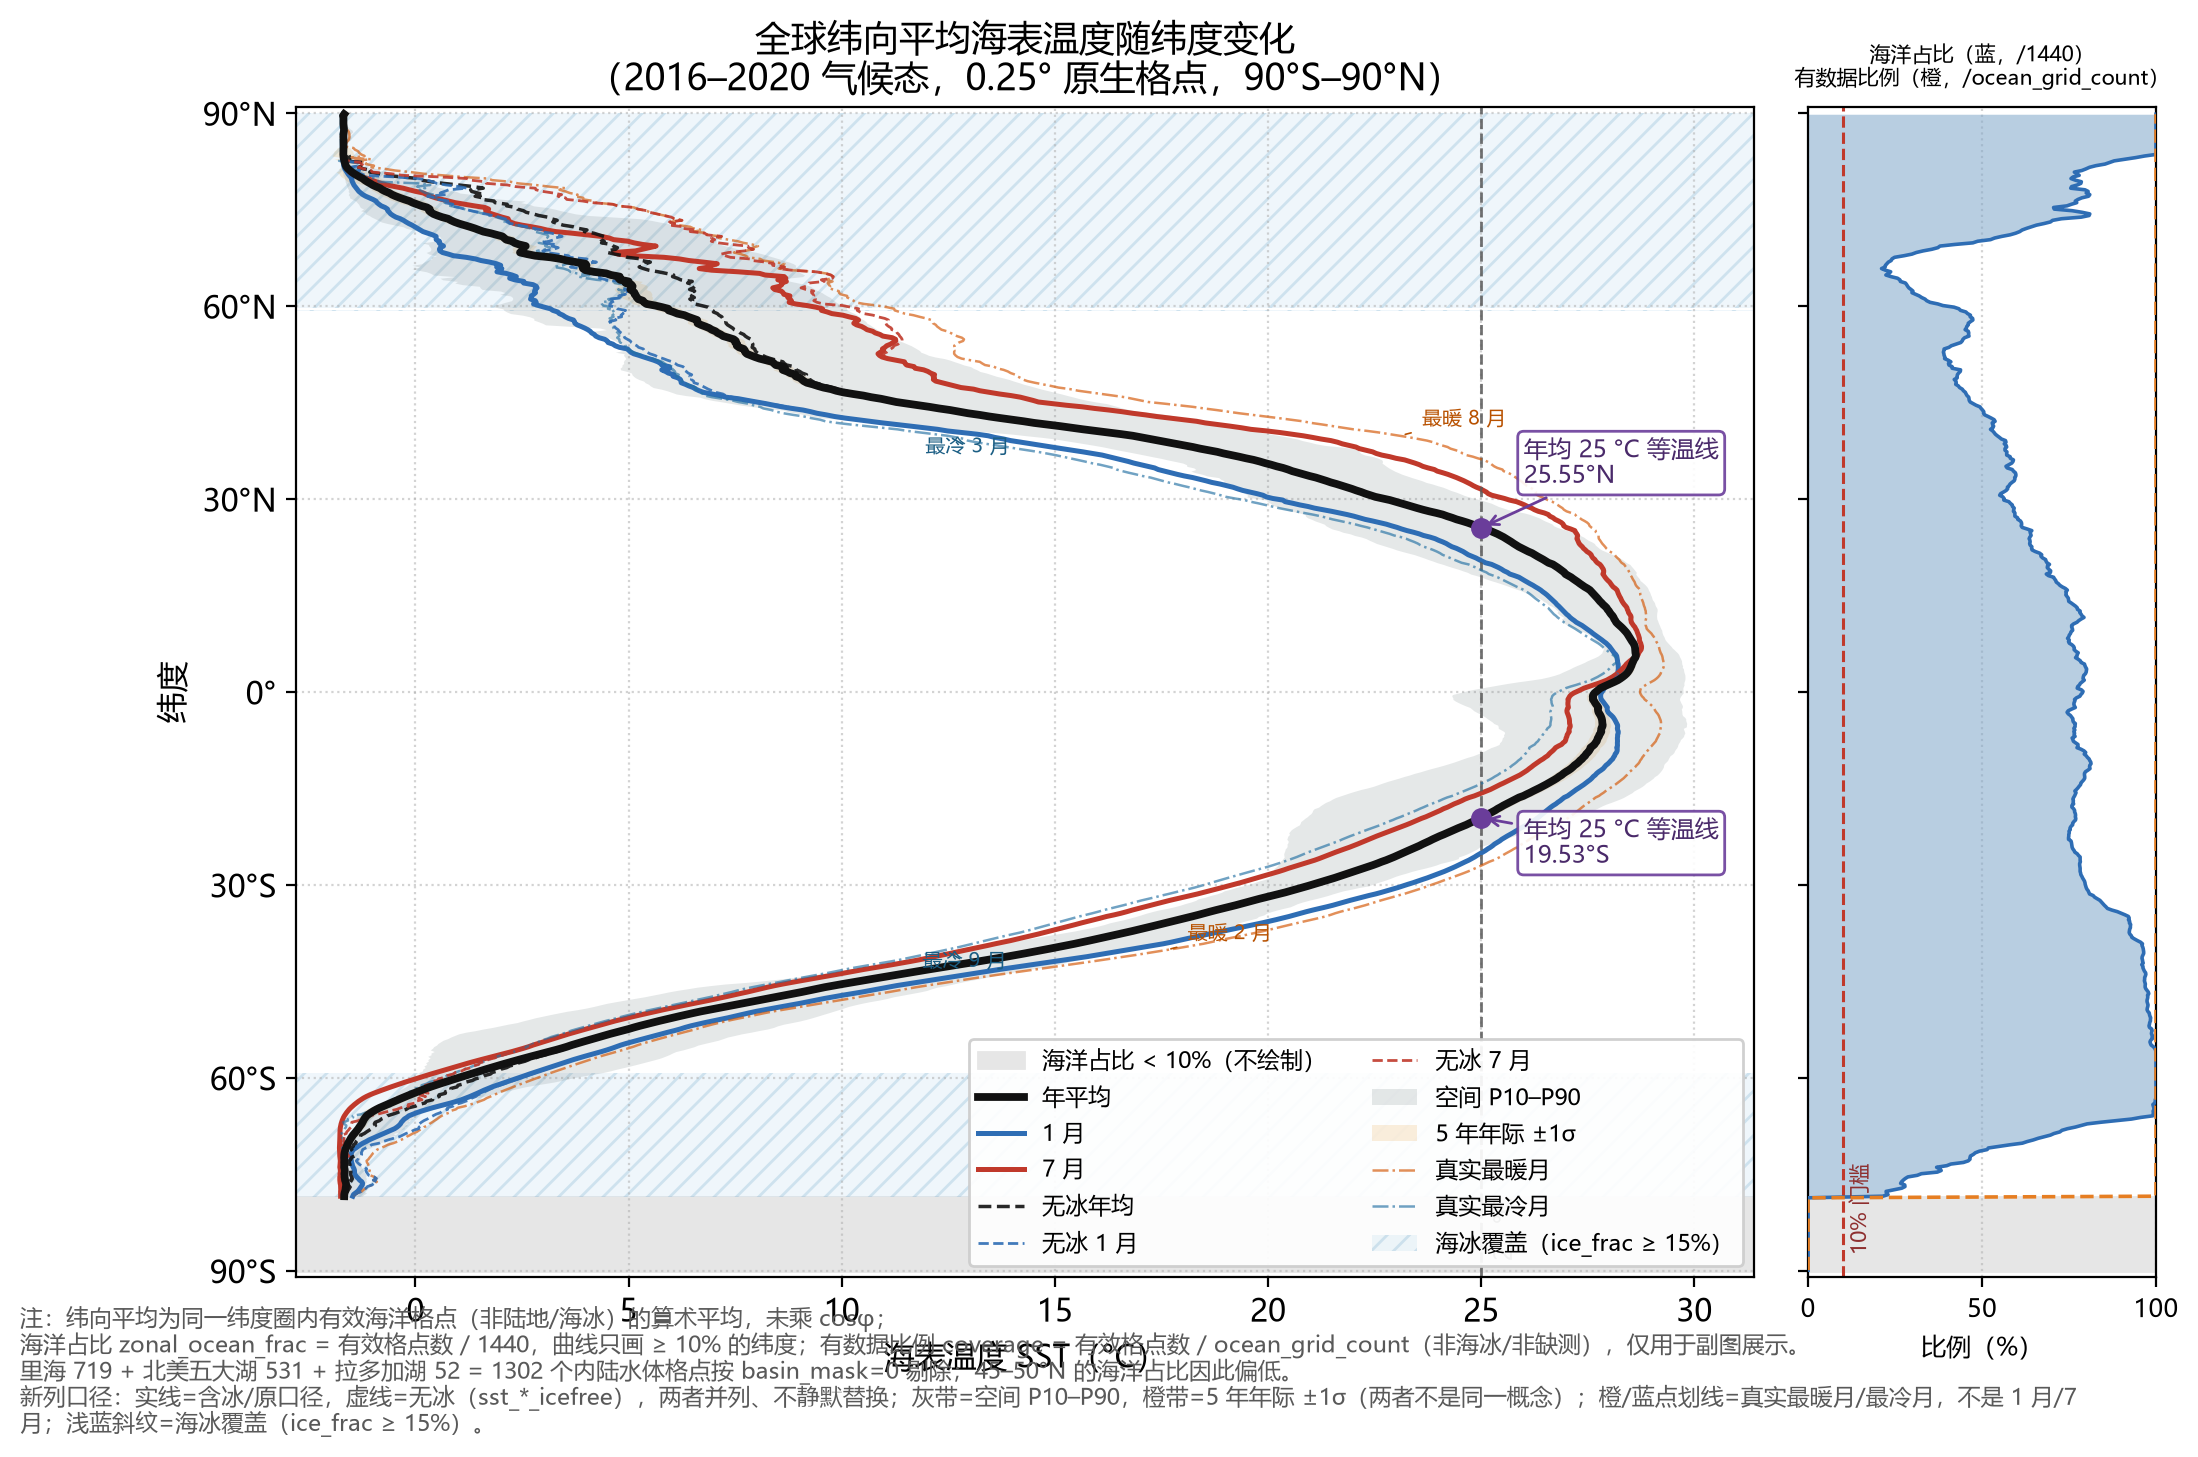 全球纬向平均海表温度随纬度变化
（2016–2020 气候态，0.25° 原生格点，90°S–90°N）
海洋占比（蓝，/1440）
有数据比例（橙，/ocean_grid_count）
90°N
60°N
30°N
0°
30°S
60°S
90°S
纬度
最暖 8 月
最冷 3 月
年均 25 °C 等温线
25.55°N
年均 25 °C 等温线
19.53°S
最暖 2 月
最冷 9 月
海洋占比 < 10%（不绘制）
年平均
1 月
7 月
无冰年均
无冰 1 月
无冰 7 月
空间 P10–P90
5 年年际 ±1σ
真实最暖月
真实最冷月
海冰覆盖（ice_frac ≥ 15%）
10% 门槛
0
5
10
15
20
25
30
海表温度 SST（°C）
0
50
100
比例（%）
注：纬向平均为同一纬度圈内有效海洋格点（非陆地/海冰）的算术平均，未乘 cosφ；
海洋占比 zonal_ocean_frac = 有效格点数 / 1440，曲线只画 ≥ 10% 的纬度；有数据比例 coverage = 有效格点数 / ocean_grid_count（非海冰/非缺测），仅用于副图展示。
里海 719 + 北美五大湖 531 + 拉多加湖 52 = 1302 个内陆水体格点按 basin_mask=0 剔除，45–50°N 的海洋占比因此偏低。
新列口径：实线=含冰/原口径，虚线=无冰（sst_*_icefree），两者并列、不静默替换；灰带=空间 P10–P90，橙带=5 年年际 ±1σ（两者不是同一概念）；橙/蓝点划线=真实最暖月/最冷月，不是 1 月/7
月；浅蓝斜纹=海冰覆盖（ice_frac ≥ 15%）。